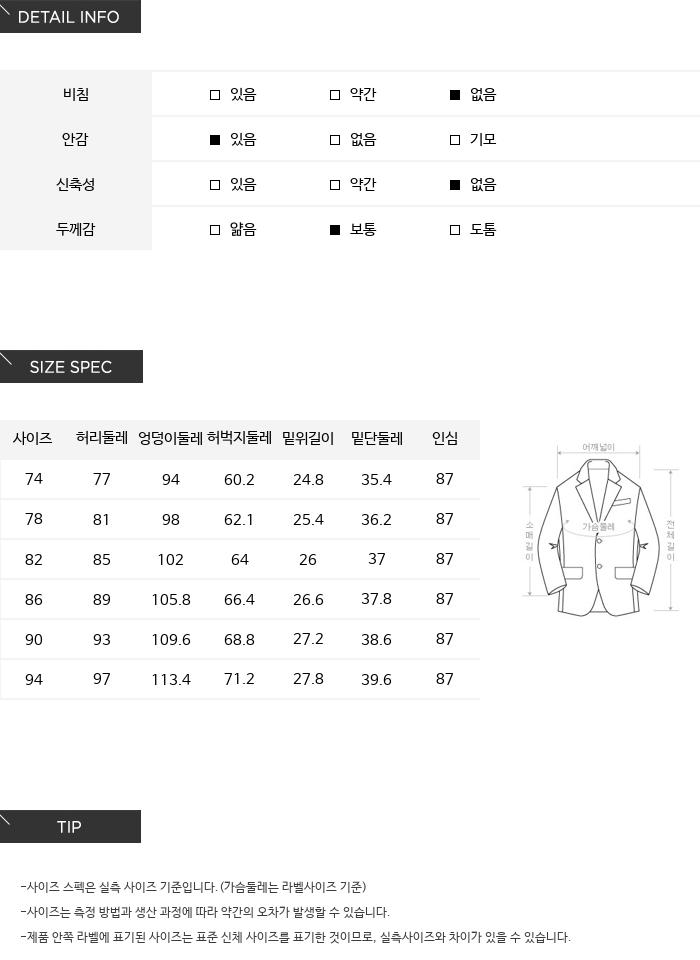 DETAIL INFO
비침 □ 있음 □ 약간 ■ 없음
안감 ■ 있음 □ 없음 □ 기모
신축성 □ 있음 □ 약간 ■ 없음
두께감 □ 얇음 ■ 보통 □ 도톰
SIZE SPEC
사이즈 허리둘레 엉덩이둘레 허벅지둘레 밑위길이 밑단둘레 인심
74 77 94 60.2 24.8 35.4 87
78 81 98 62.1 25.4 36.2 87
82 85 102 64 26 37 87
86 89 105.8 66.4 26.6 37.8 87
90 93 109.6 68.8 27.2 38.6 87
94 97 113.4 71.2 27.8 39.6 87
어깨넓이
소매길이
가슴둘레
전체길이
TIP
-사이즈 스펙은 실측 사이즈 기준입니다.(가슴둘레는 라벨사이즈 기준)
-사이즈는 측정 방법과 생산 과정에 따라 약간의 오차가 발생할 수 있습니다.
-제품 안쪽 라벨에 표기된 사이즈는 표준 신체 사이즈를 표기한 것이므로, 실측사이즈와 차이가 있을 수 있습니다.